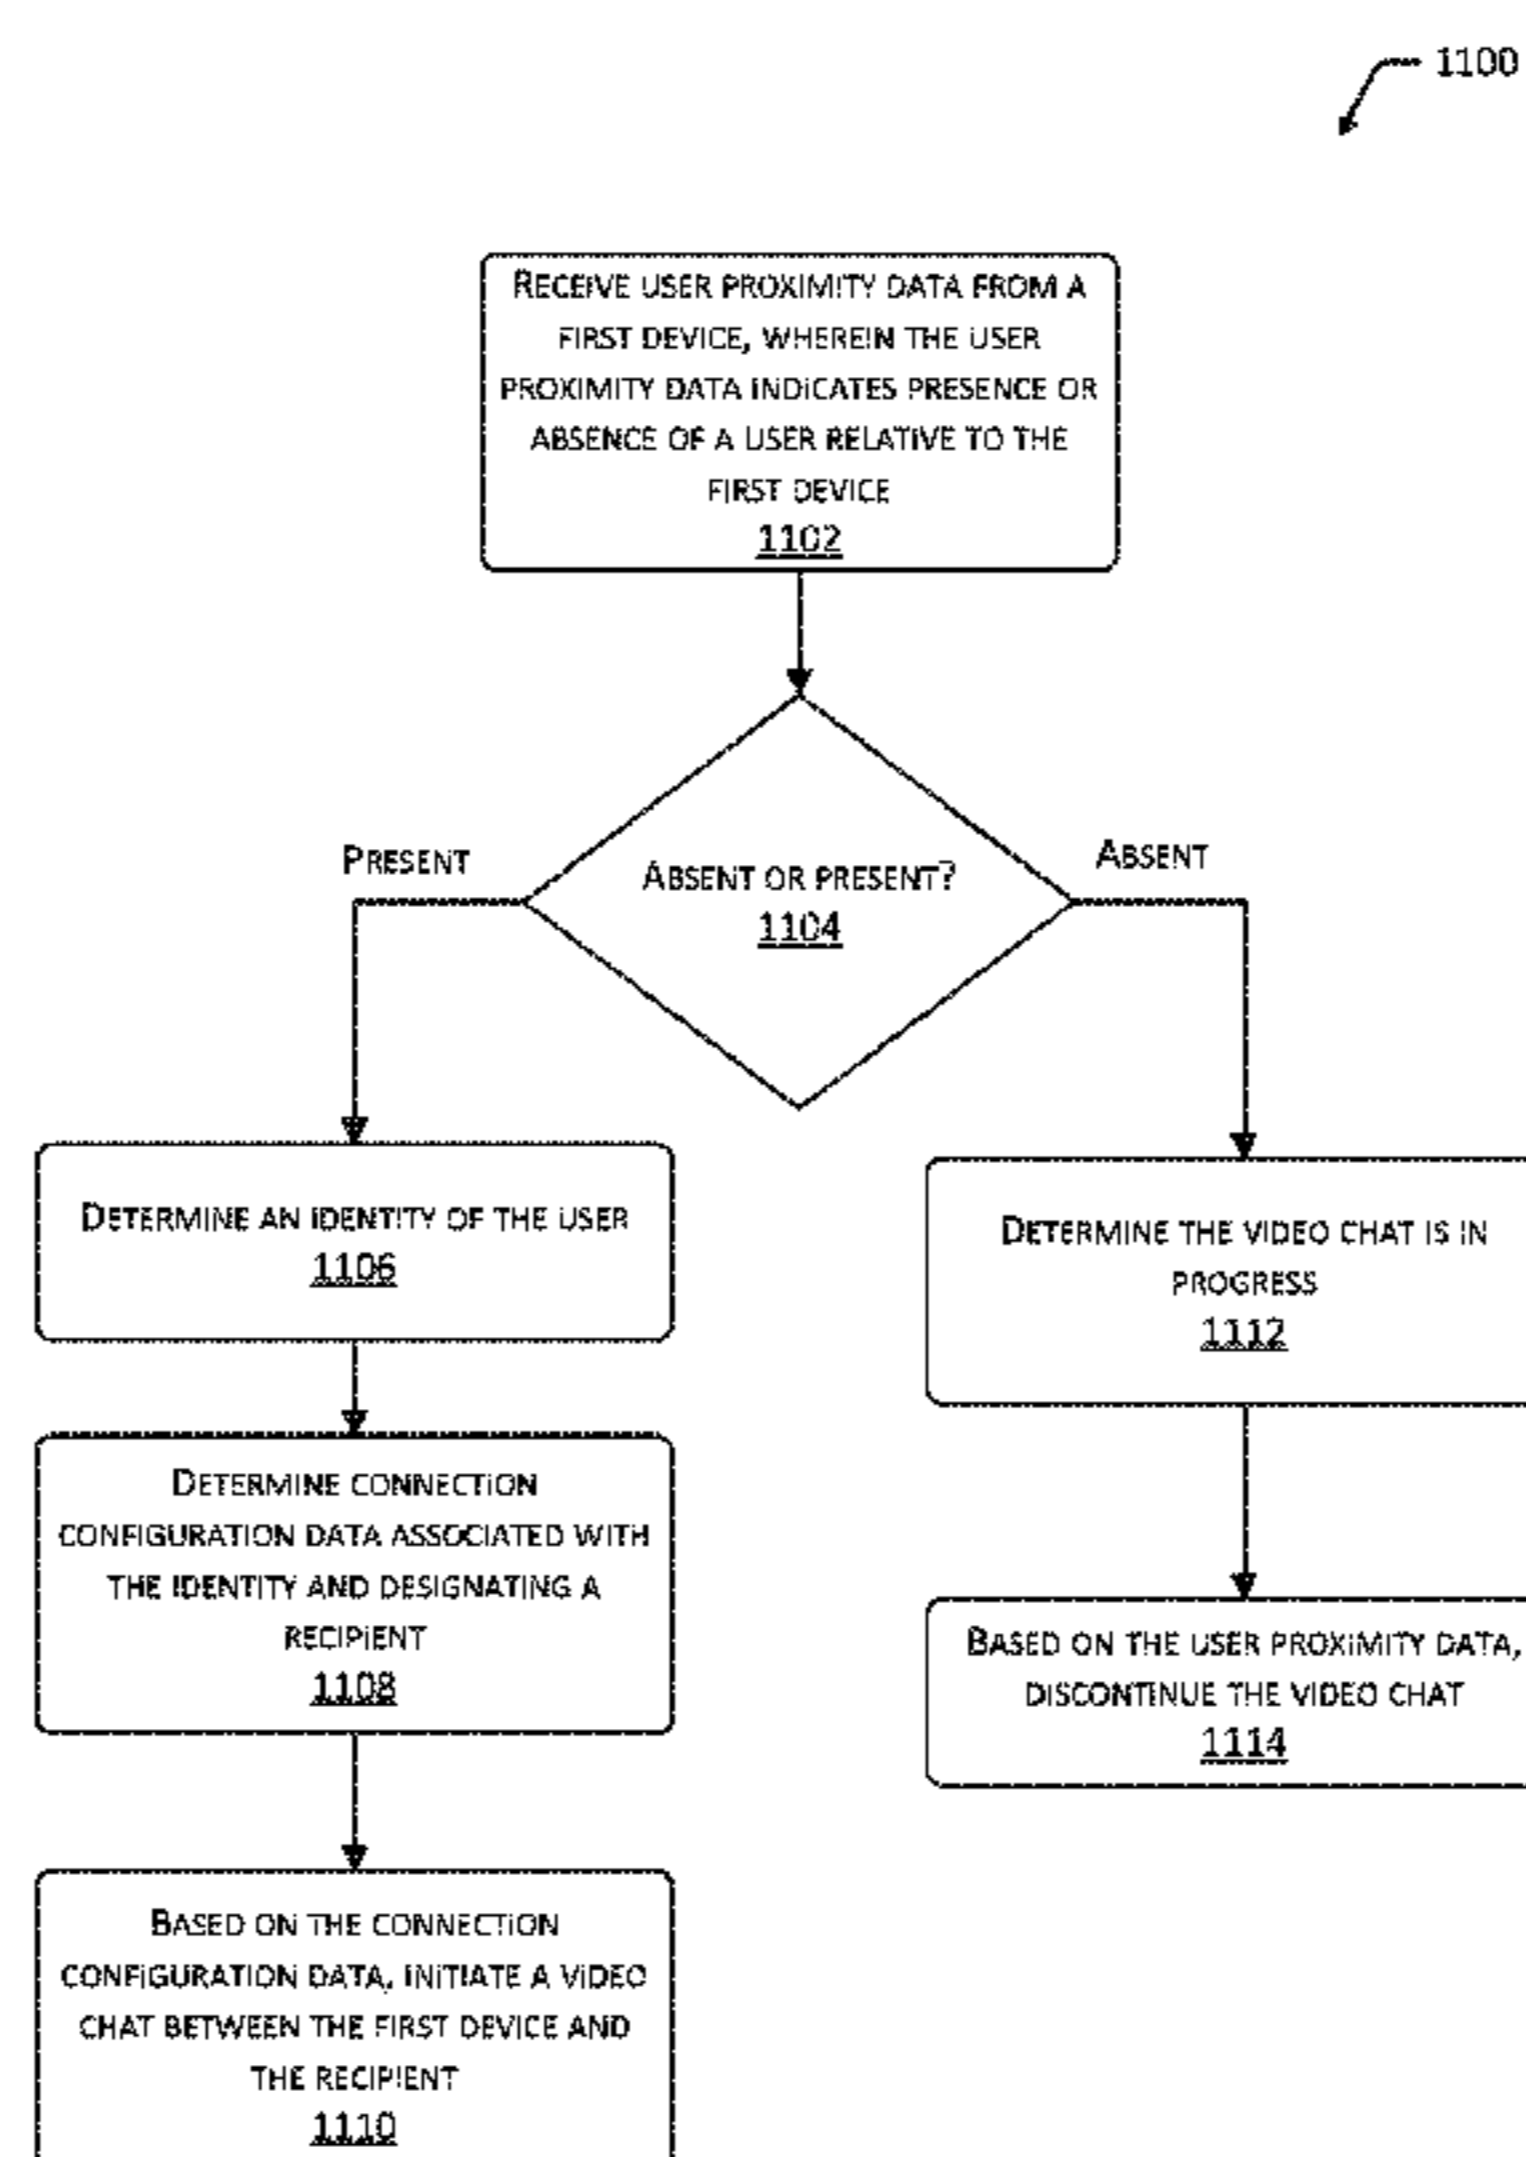 1100
RECEIVE USER PROXIMITY DATA FROM A
FIRST DEVICE, WHEREIN THE USER
PROXIMITY DATA INDICATES PRESENCE OR
ABSENCE OF A USER RELATIVE TO THE
FIRST DEVICE
1102
PRESENT
ABSENT OR PRESENT?
1104
ABSENT
DETERMINE AN IDENTITY OF THE USER
1106
DETERMINE CONNECTION
CONFIGURATION DATA ASSOCIATED WITH
THE IDENTITY AND DESIGNATING A
RECIPIENT
1108
BASED ON THE CONNECTION
CONFIGURATION DATA, INITIATE A VIDEO
CHAT BETWEEN THE FIRST DEVICE AND
THE RECIPIENT
1110
DETERMINE THE VIDEO CHAT IS IN
PROGRESS
1112
BASED ON THE USER PROXIMITY DATA,
DISCONTINUE THE VIDEO CHAT
1114